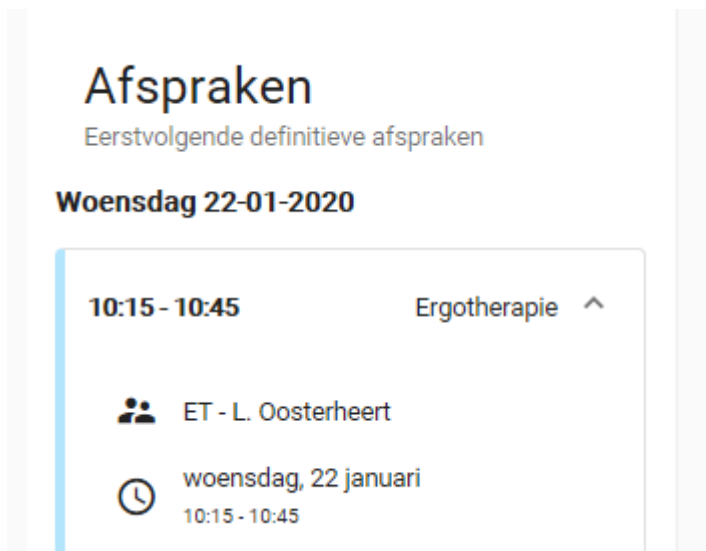 Afspraken
Eerstvolgende definitieve afspraken
Woensdag 22-01-2020
10:15 - 10:45 Ergotherapie
ET - L. Oosterheert
woensdag, 22 januari
10:15 - 10:45